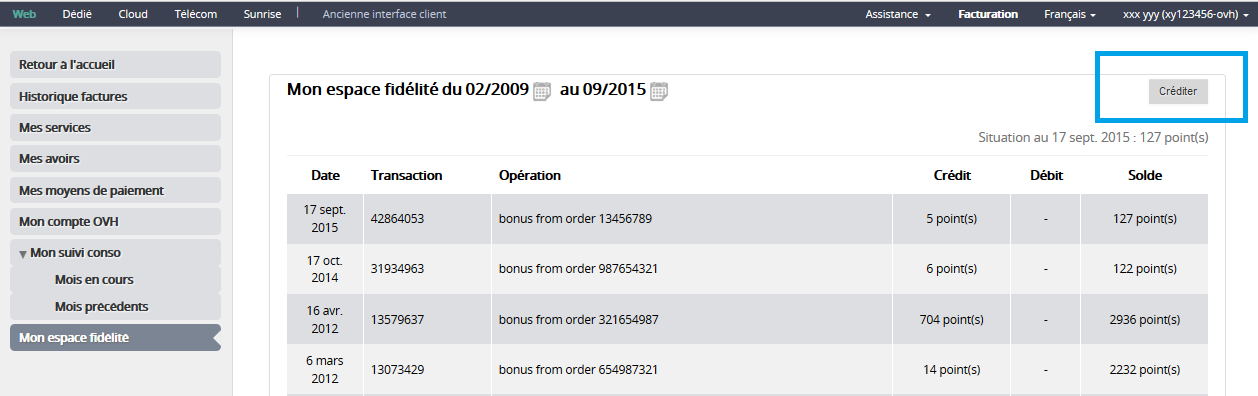 Web Dédié Cloud Télécom Sunrise | Ancienne interface client Assistance Facturation Français xxx yyy (xy123456-ovh)
Retour à l'accueil
Historique factures
Mes services
Mes avoirs
Mes moyens de paiement
Mon compte OVH
Mon suivi conso
Mois en cours
Mois précédents
Mon espace fidélité
Mon espace fidélité du 02/2009 au 09/2015 Créditer
Situation au 17 sept. 2015 : 127 point(s)
Date Transaction Opération Crédit Débit Solde
17 sept. 2015 42864053 bonus from order 13456789 5 point(s) - 127 point(s)
17 oct. 2014 31934963 bonus from order 987654321 6 point(s) - 122 point(s)
16 avr. 2012 13579637 bonus from order 321654987 704 point(s) - 2936 point(s)
6 mars 2012 13073429 bonus from order 654987321 14 point(s) - 2232 point(s)